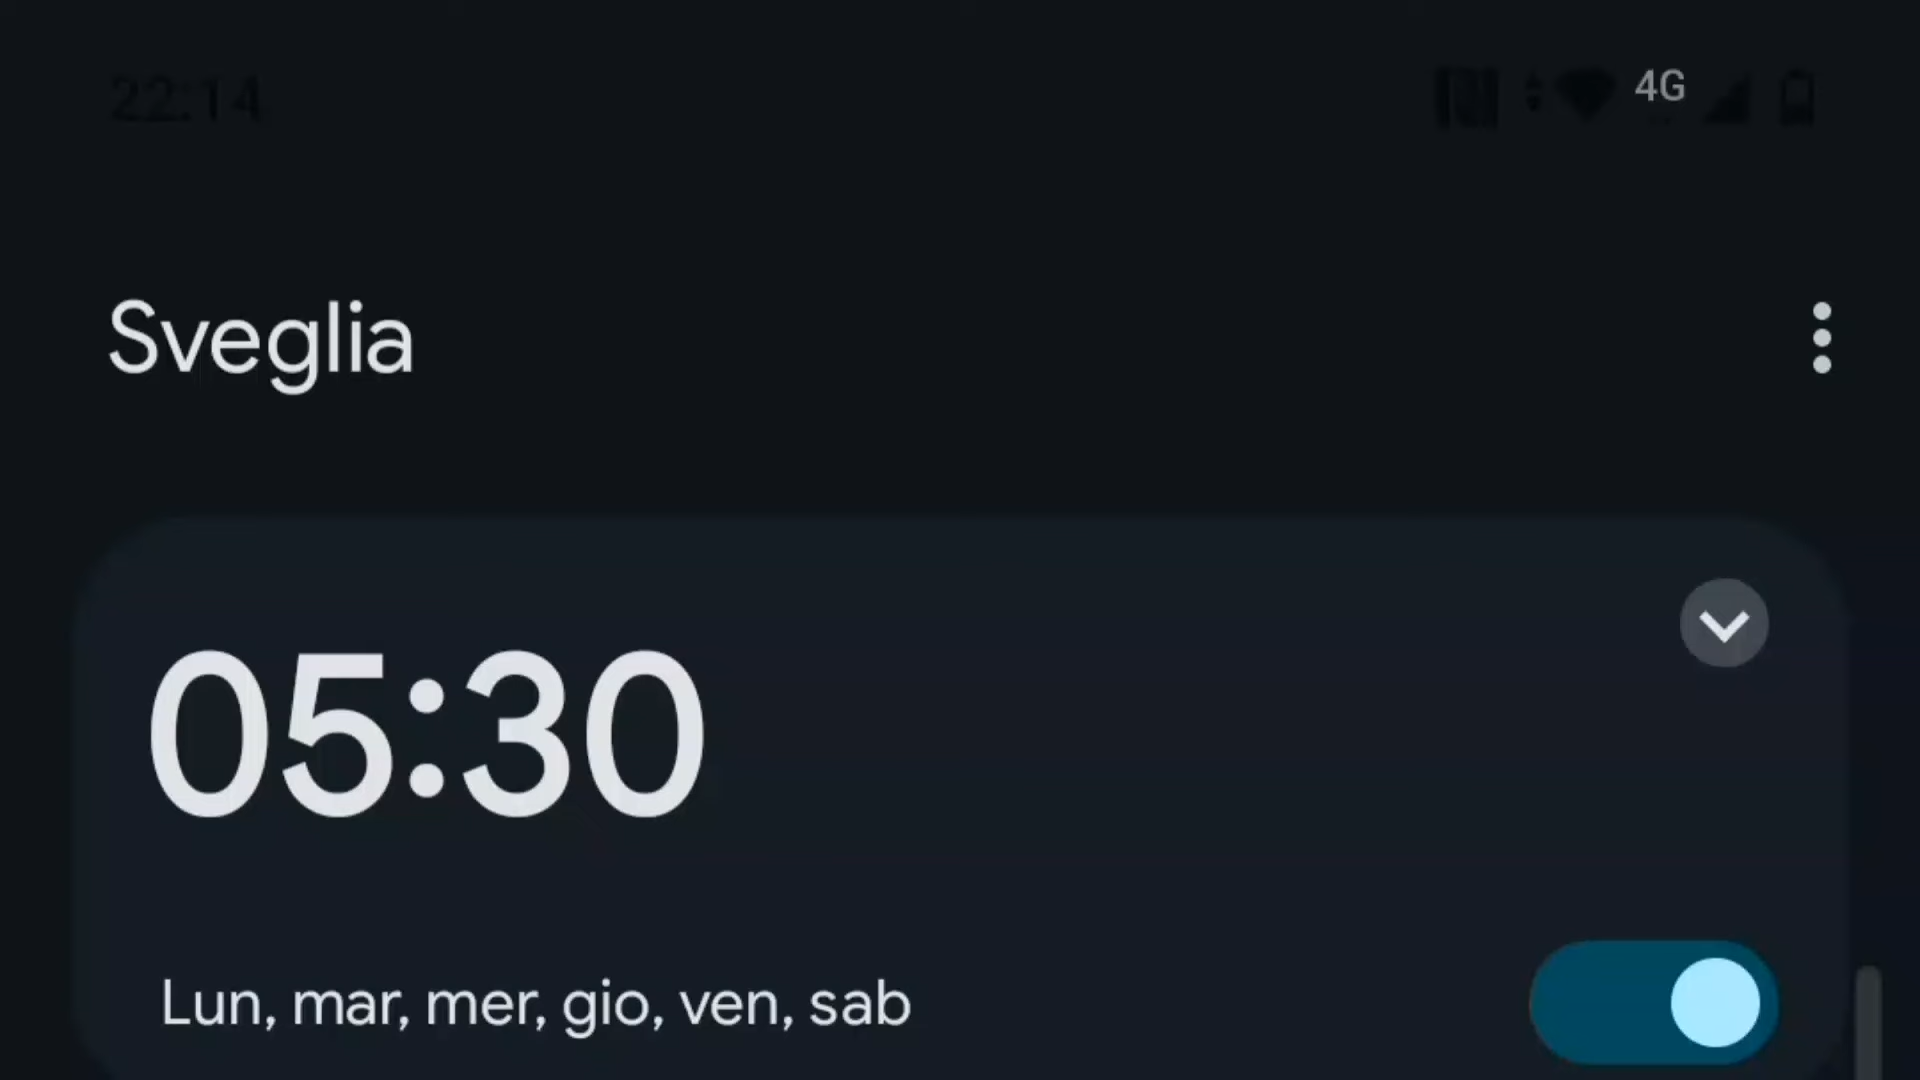 22:14
4G
Sveglia
05:30
Lun, mar, mer, gio, ven, sab